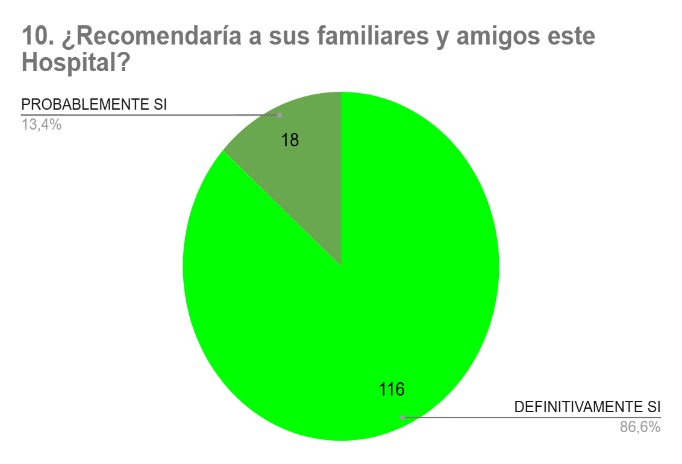 10. ¿Recomendaría a sus familiares y amigos este
Hospital?
PROBABLEMENTE SI
13,4%
18
116
DEFINITIVAMENTE SI
86,6%